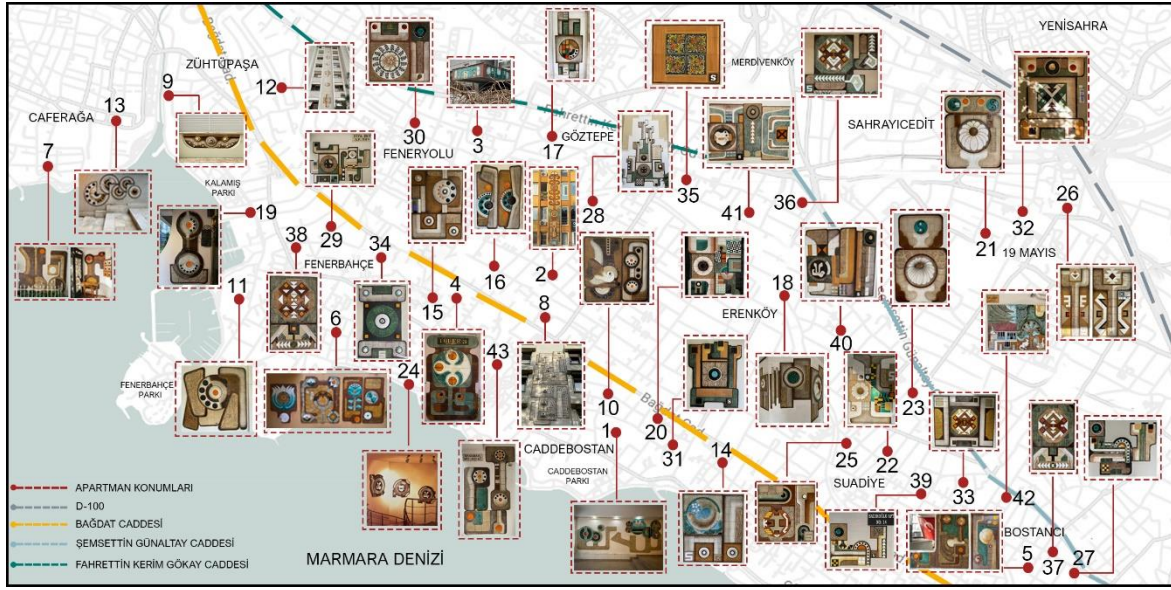 YENİSAHRA
ZÜHTÜPAŞA
MERDİVENKÖY
9
12
13
CAFERAĞA
30
3
17
GÖZTEPE
SAHRAYICEDİT
7
FENERYOLU
KALAMIŞ
PARKI
19
29
28
35
41
36
21
32
26
19 MAYIS
38
34
FENERBAHÇE
16
2
15
4
8
18
ERENKÖY
40
11
6
24
43
10
20
31
23
FENERBAHÇE
PARKI
1
14
25
22
SUADİYE
39
33
42
CADDEBOSTAN
CADDEBOSTAN
PARKI
BOSTANCI
5
37
27
APARTMAN KONUMLARI
D-100
BAĞDAT CADDESİ
ŞEMSETTİN GÜNALTAY CADDESİ
FAHRETTİN KERİM GÖKAY CADDESİ
MARMARA DENİZİ